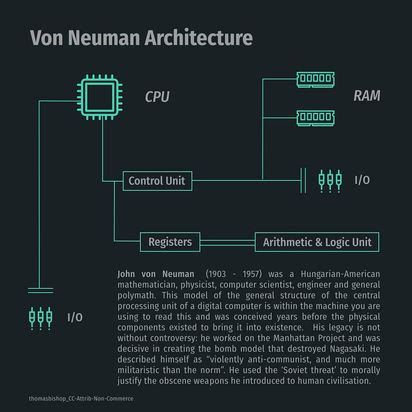 Von Neuman Architecture
CPU
RAM
Control Unit
I/O
Registers
Arithmetic & Logic Unit
John von Neuman (1903 - 1957) was a Hungarian-American
mathematician, physicist, computer scientist, engineer and general
polymath. This model of the general structure of the central
processing unit of a digital computer is within the machine you are
using to read this and was conceived years before the physical
components existed to bring it into existence. His legacy is not
without controversy: he worked on the Manhattan Project and was
decisive in creating the bomb model that destroyed Nagasaki. He
described himself as “violently anti-communist, and much more
militaristic than the norm”. He used the ‘Soviet threat’ to morally
justify the obscene weapons he introduced to human civilisation.
I/O
thomasbishop_CC-Attrib-Non-Commerce